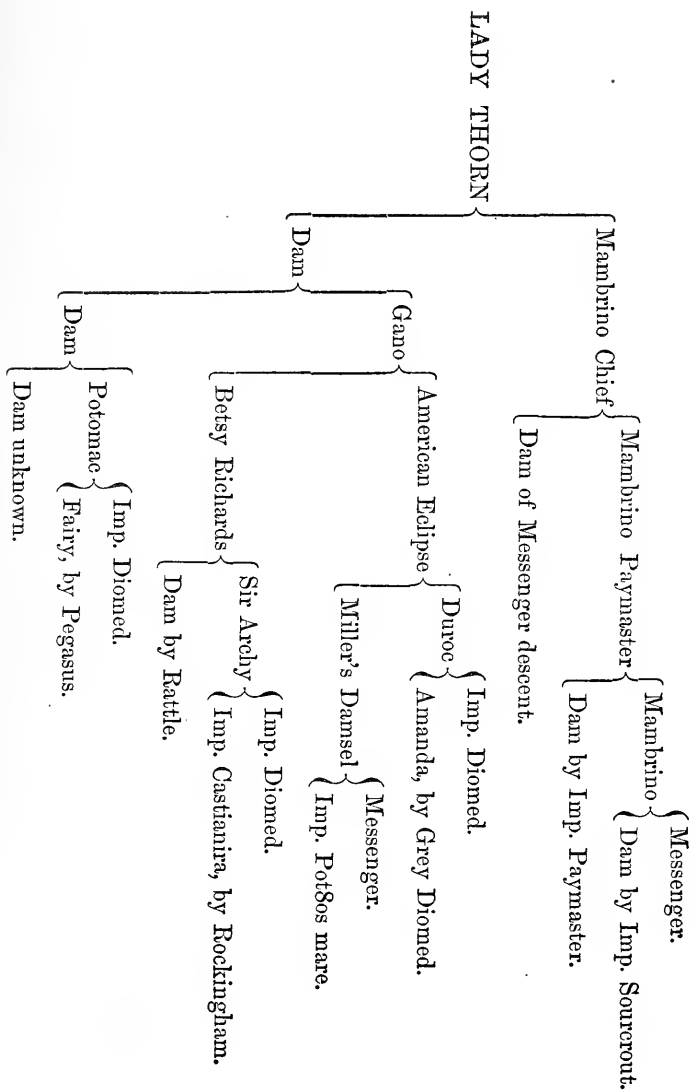 LADY THORN
Mambrino Chief
Mambrino Paymaster
Mambrino
Messenger.
Dam by Imp. Sourcrout.
Dam by Imp. Paymaster.
Dam of Messenger descent.
Dam
Gano
American Eclipse
Duroc
Imp. Diomed.
Amanda, by Grey Diomed.
Miller's Damsel
Messenger.
Imp. Pot8os mare.
Betsy Richards
Sir Archy
Imp. Diomed.
Imp. Castianira, by Rockingham.
Dam by Rattle.
Dam
Potomac
Imp. Diomed.
Fairy, by Pegasus.
Dam unknown.